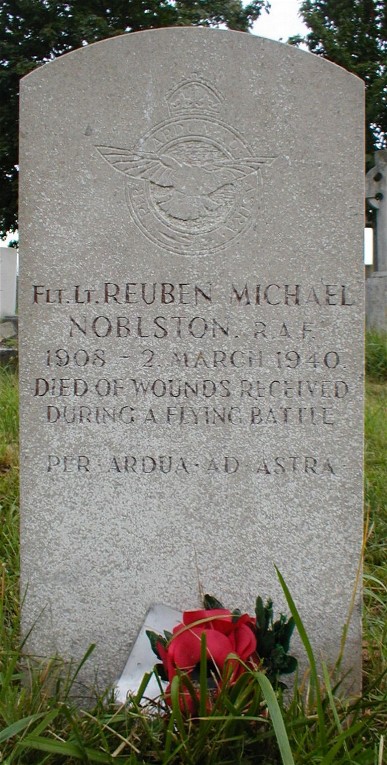 FLT. LT. REUBEN MICHAEL
NOBLSTON. R.A.F.
1908 - 2. MARCH 1940
DIED OF WOUNDS RECEIVED
DURING A FLYING BATTLE
PER · ARDUA · AD ASTRA